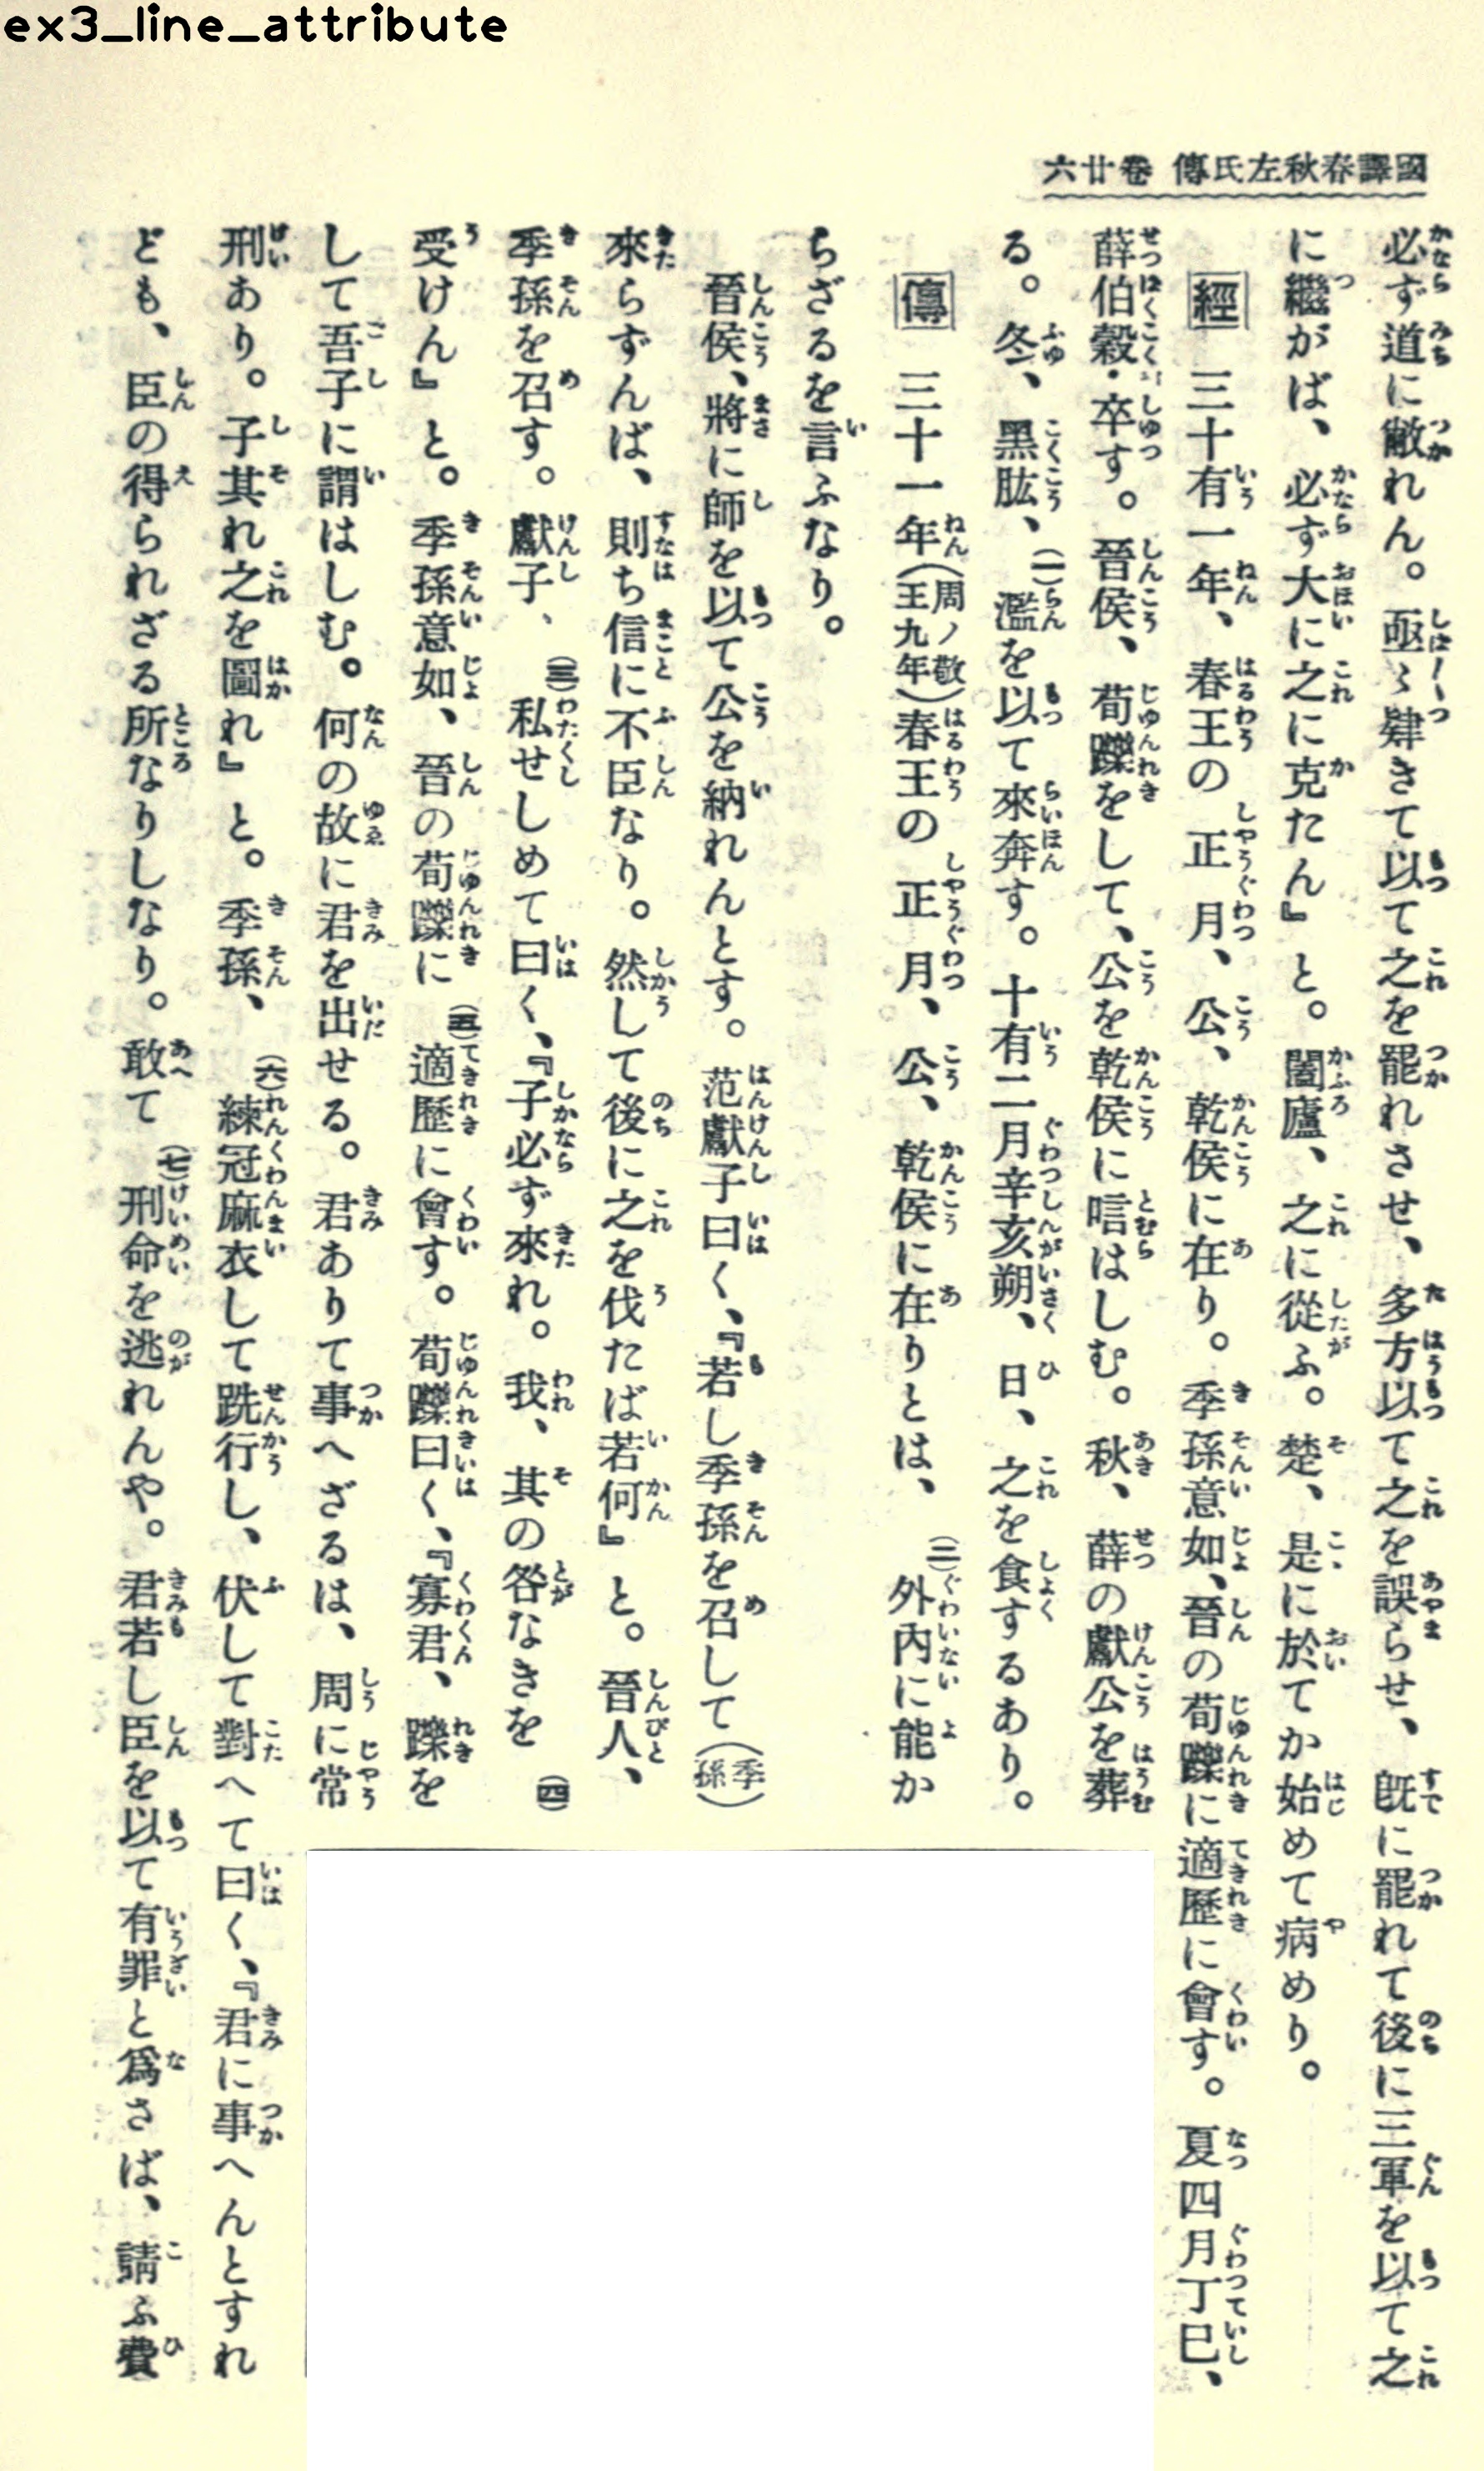 ex3_line_attribute
國譯春秋左氏傳 卷廿六
必ず道に敝れん。亟〻肄きて以て之を罷れさせ、多方以て之を誤らせ、既に罷れて後に三軍を以て之
に繼がば、必ず大に之に克たん』と。闔廬、之に從ふ。楚、是に於てか始めて病めり。
經 三十有一年、春王の正月、公、乾侯に在り。季孫意如、晉の荀躒に適歷に會す。夏四月丁巳、
薛伯穀・卒す。晉侯、荀躒をして、公を乾侯に唁はしむ。秋、薛の獻公を葬
る。冬、黑肱、(一)濫を以て來奔す。十有二月辛亥朔、日、之を食するあり。
傳 三十一年(周ノ敬王九年)春王の正月、公、乾侯に在りとは、(二)外內に能か
らざるを言ふなり。
晉侯、將に師を以て公を納れんとす。范獻子曰く、『若し季孫を召して(季孫)
來らずんば、則ち信に不臣なり。然して後に之を伐たば若何』と。晉人、
季孫を召す。獻子、(三)私せしめて曰く、『子必ず來れ。我、其の咎なきを(四)
受けん』と。季孫意如、晉の荀躒に(五)適歷に會す。荀躒曰く、『寡君、躒を
して吾子に謂はしむ。何の故に君を出せる。君ありて事へざるは、周に常
刑あり。子其れ之を圖れ』と。季孫、(六)練冠麻衣して跣行し、伏して對へて曰く、『君に事へんとすれ
ども、臣の得られざる所なりしなり。敢て(七)刑命を逃れんや。君若し臣を以て有罪と爲さば、請ふ費